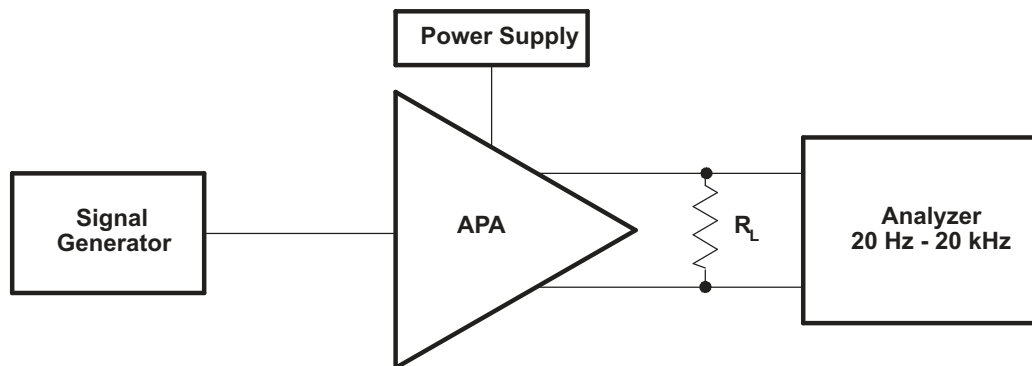 Power Supply
Signal
Generator
APA
R_L
Analyzer
20 Hz - 20 kHz